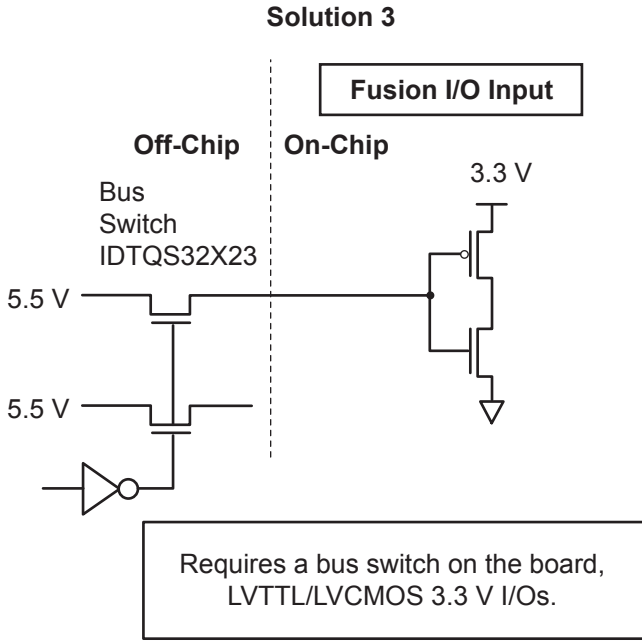 Solution 3
Fusion I/O Input
Off-Chip
On-Chip
3.3 V
Bus
Switch
IDTQS32X23
5.5 V
5.5 V
Requires a bus switch on the board,
LVTTL/LVCMOS 3.3 V I/Os.